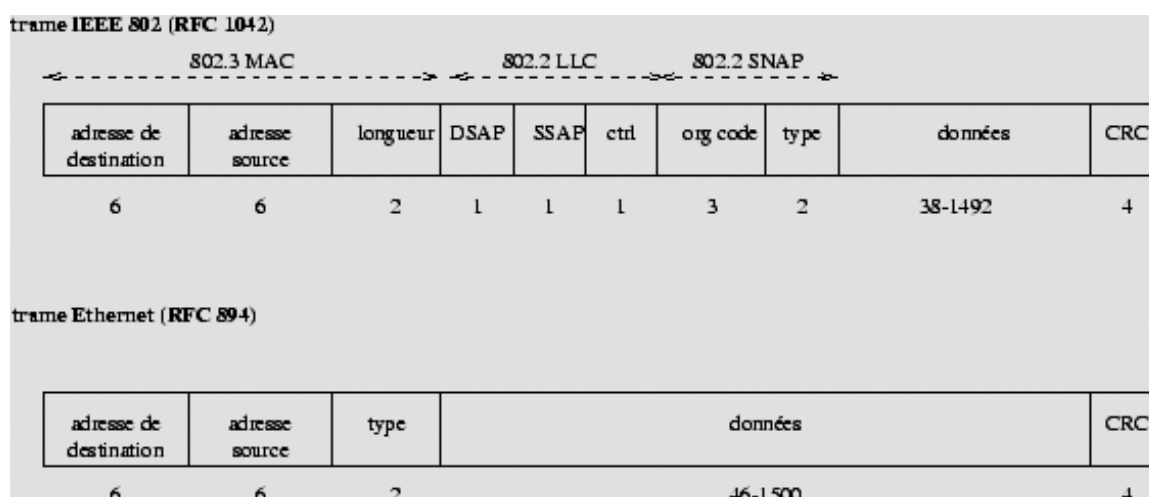 trame IEEE 802 (RFC 1042)
802.3 MAC 802.2 LLC 802.2 SNAP
adresse de destination adresse source longueur DSAP SSAP ctrl org code type données CRC
6 6 2 1 1 1 3 2 38-1492 4
trame Ethernet (RFC 894)
adresse de destination adresse source type données CRC
6 6 2 46-1500 4